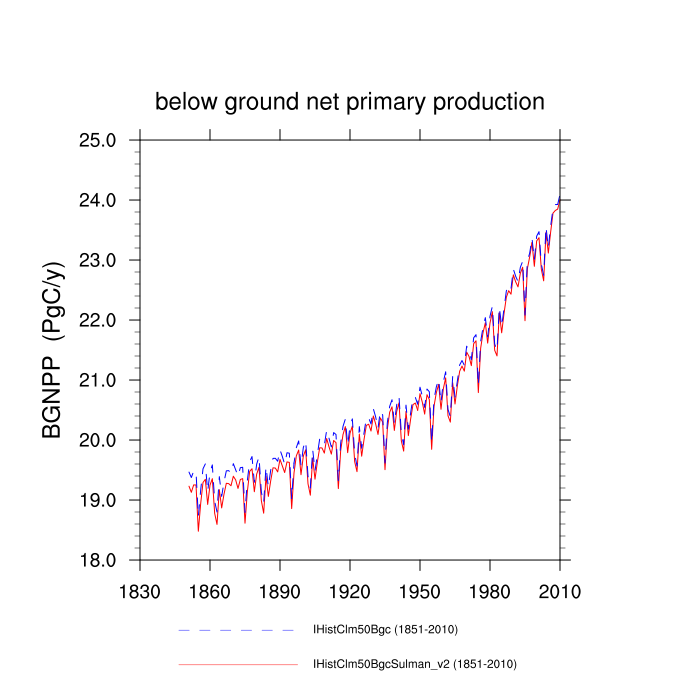 below ground net primary production
BGNPP (PgC/y)
25.0
24.0
23.0
22.0
21.0
20.0
19.0
18.0
1830 1860 1890 1920 1950 1980 2010
IHistClm50Bgc (1851-2010)
IHistClm50BgcSulman_v2 (1851-2010)